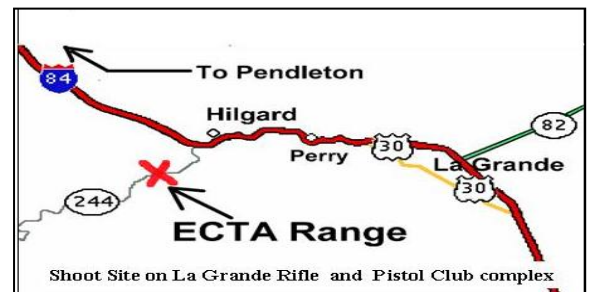 84
To Pendleton
Hilgard
82
Perry
30
La Grande
30
244
ECTA Range
Shoot Site on La Grande Rifle and Pistol Club complex